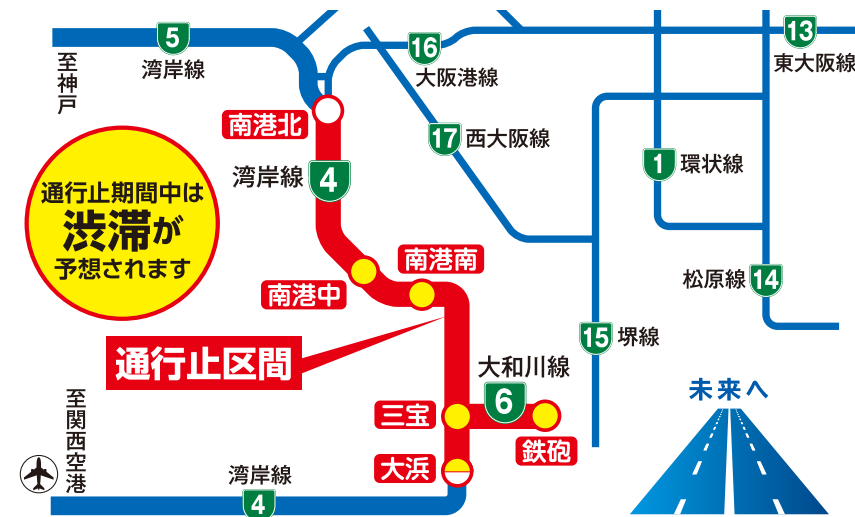 5
湾岸線
至神戸
16
大阪港線
13
東大阪線
南港北
17
西大阪線
湾岸線
4
1
環状線
通行止期間中は
渋滞が
予想されます
南港中
南港南
松原線
14
通行止区間
15
堺線
大和川線
6
三宝
鉄砲
大浜
至関西空港
湾岸線
4
未来へ